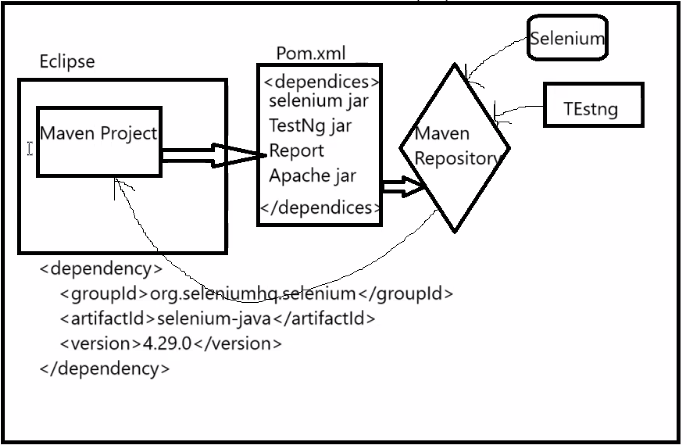 Eclipse
Maven Project
Pom.xml
<dependices>
selenium jar
TestNg jar
Report
Apache jar
</dependices>
Maven
Repository
Selenium
TEstng
<dependency>
<groupId>org.seleniumhq.selenium</groupId>
<artifactId>selenium-java</artifactId>
<version>4.29.0</version>
</dependency>